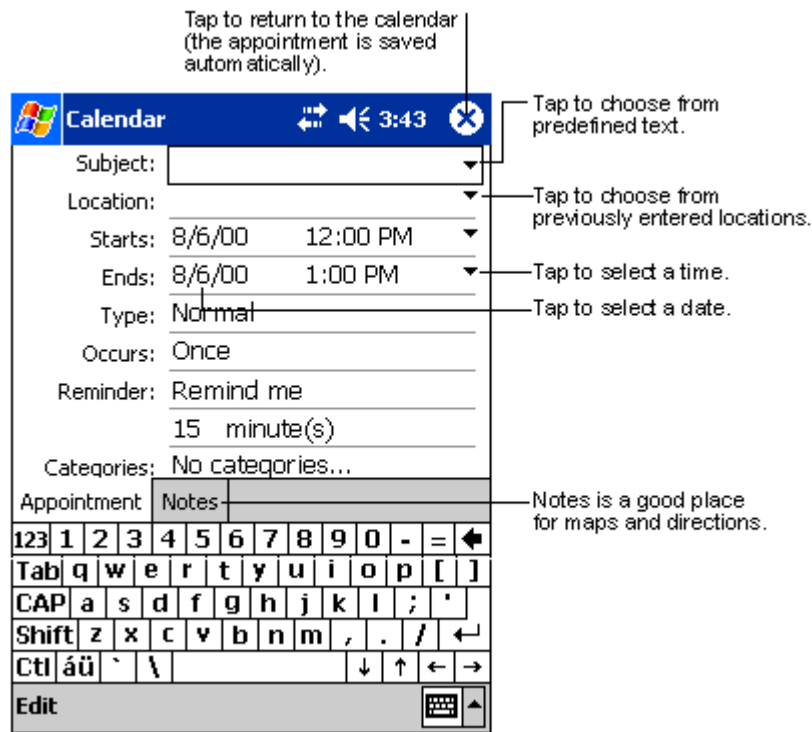 Tap to return to the calendar
(the appointment is saved
automatically).
Calendar 3:43
Tap to choose from
predefined text.
Subject:
Location:
Tap to choose from
previously entered locations.
Starts: 8/6/00 12:00 PM
Ends: 8/6/00 1:00 PM
Tap to select a time.
Tap to select a date.
Type: Normal
Occurs: Once
Reminder: Remind me
15 minute(s)
Categories: No categories...
Appointment Notes
Notes is a good place
for maps and directions.
123 1 2 3 4 5 6 7 8 9 0 - =
Tab q w e r t y u i o p [ ]
CAP a s d f g h j k l ; '
Shift z x c v b n m , . /
Ctl áü ` \ ↓ ↑ ← →
Edit